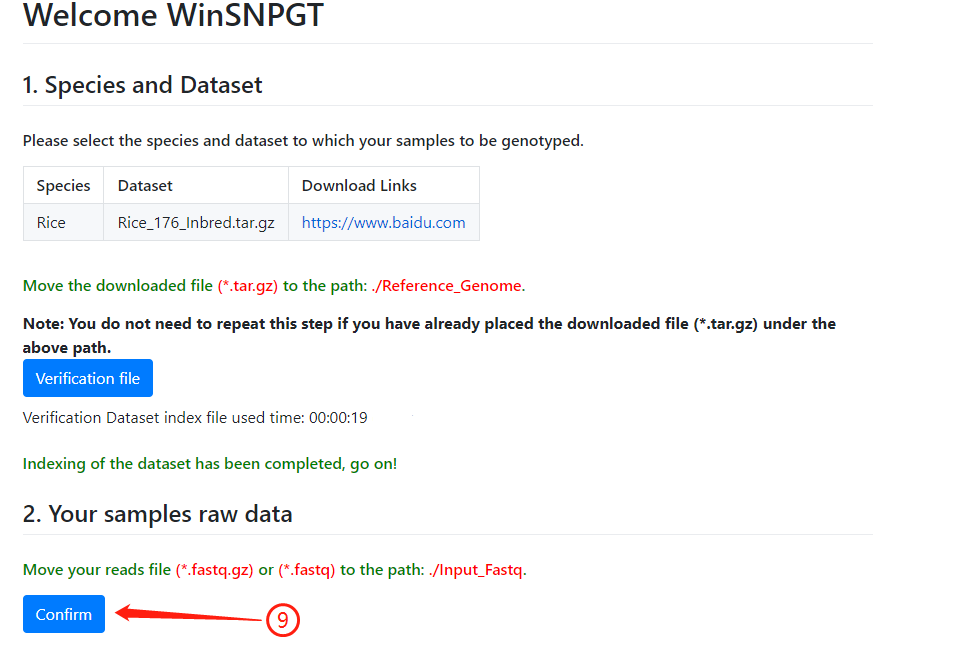 Welcome WinSNPGT
1. Species and Dataset
Please select the species and dataset to which your samples to be genotyped.
Species Dataset Download Links
Rice Rice_176_Inbred.tar.gz https://www.baidu.com
Move the downloaded file (*.tar.gz) to the path: ./Reference_Genome.
Note: You do not need to repeat this step if you have already placed the downloaded file (*.tar.gz) under the
above path.
Verification file
Verification Dataset index file used time: 00:00:19
Indexing of the dataset has been completed, go on!
2. Your samples raw data
Move your reads file (*.fastq.gz) or (*.fastq) to the path: ./Input_Fastq.
Confirm 9